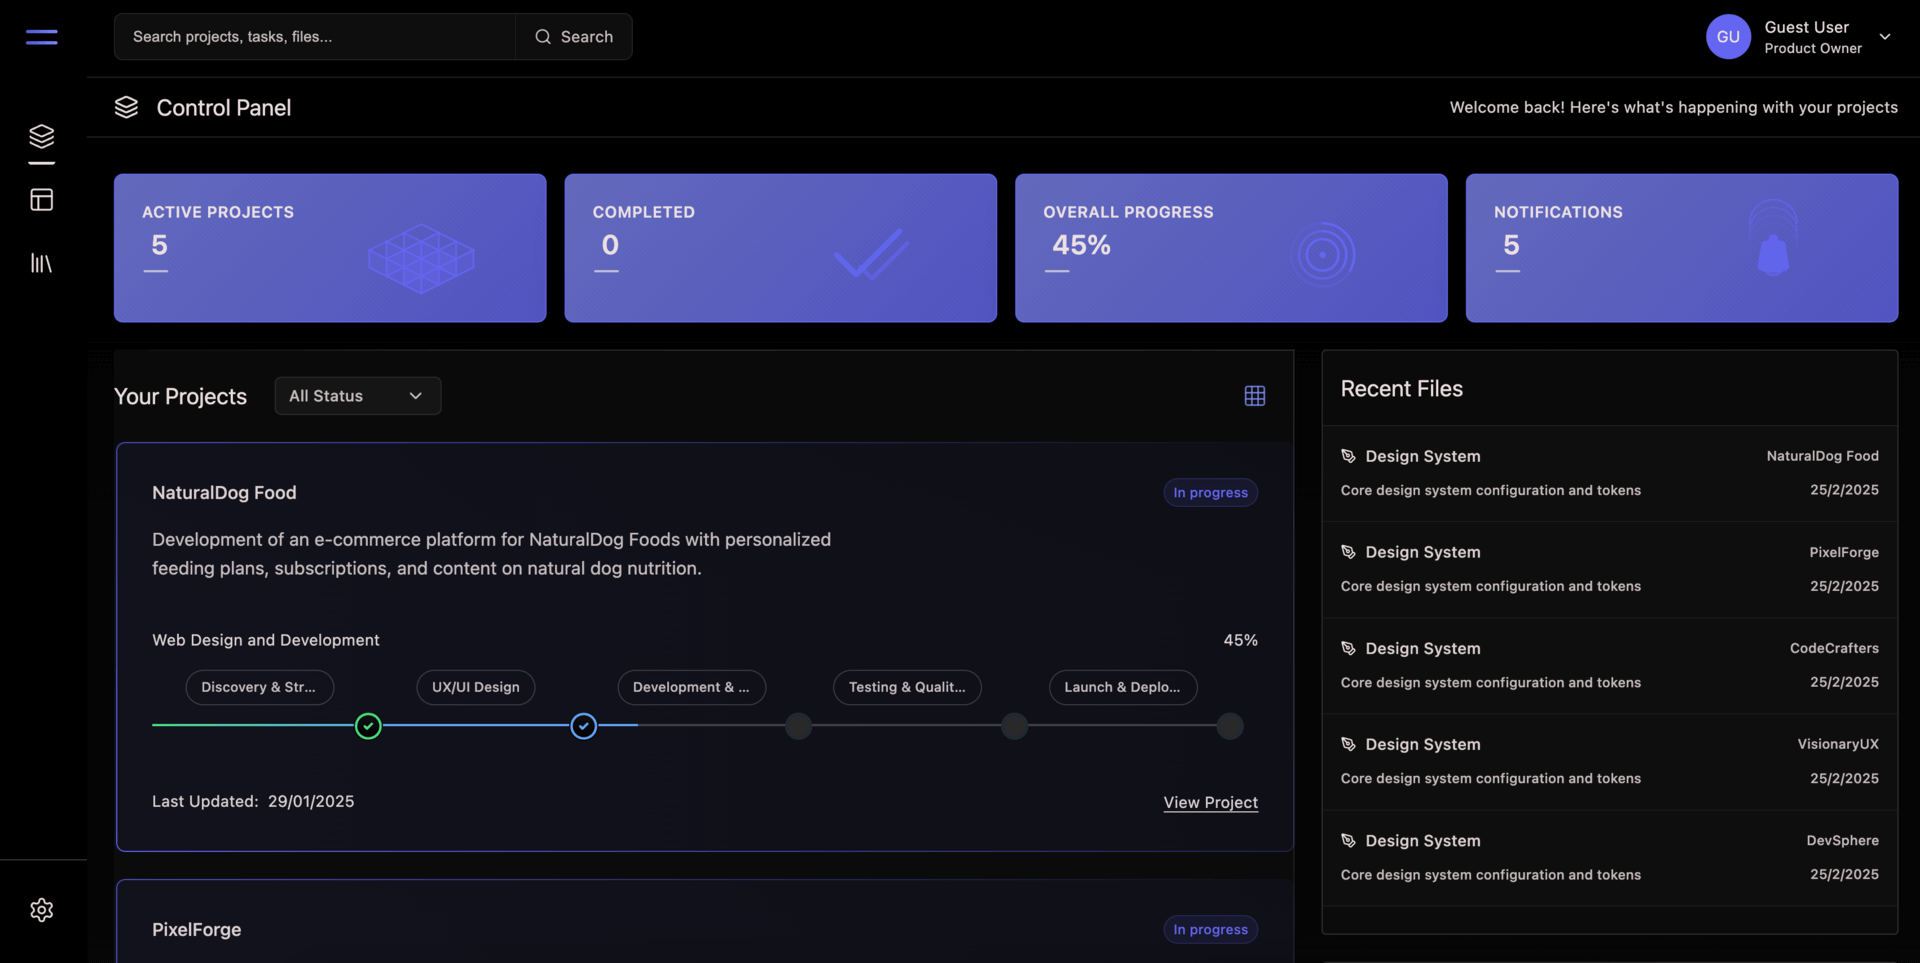 Search projects, tasks, files...
Search
GU
Guest User
Product Owner
Control Panel
Welcome back! Here's what's happening with your projects
ACTIVE PROJECTS
5
COMPLETED
0
OVERALL PROGRESS
45%
NOTIFICATIONS
5
Your Projects
All Status
NaturalDog Food
In progress
Development of an e-commerce platform for NaturalDog Foods with personalized
feeding plans, subscriptions, and content on natural dog nutrition.
Web Design and Development
45%
Discovery & Str...
UX/UI Design
Development & ...
Testing & Qualit...
Launch & Deplo...
Last Updated: 29/01/2025
View Project
PixelForge
In progress
Recent Files
Design System
NaturalDog Food
Core design system configuration and tokens
25/2/2025
Design System
PixelForge
Core design system configuration and tokens
25/2/2025
Design System
CodeCrafters
Core design system configuration and tokens
25/2/2025
Design System
VisionaryUX
Core design system configuration and tokens
25/2/2025
Design System
DevSphere
Core design system configuration and tokens
25/2/2025